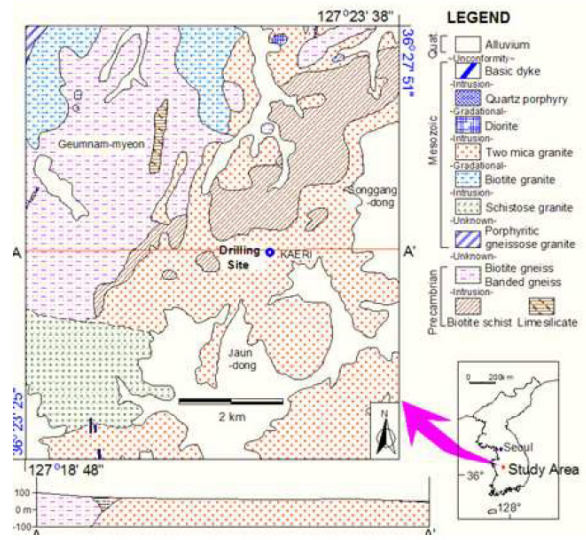 127°23' 38"
36°27' 51"
Geumnam-myeon
Songgang
-dong
A
A'
Drilling
Site
KAERI
Jaun
-dong
2 km
N
36°23' 25"
127°18' 48"
100
0 m
-100
A
A'
LEGEND
Quat.
Alluvium
-Unconformity-
Mesozoic
Basic dyke
-Intrusion-
Quartz porphyry
-Gradational-
Diorite
-Intrusion-
Two mica granite
-Gradational-
Biotite granite
-Intrusion-
Schistose granite
-Unknown-
Porphyritic
gneissose granite
-Unknown-
Precambrian
Biotite gneiss
Banded gneiss
-Intrusion-
Biotite schist
Limesilicate
0
200km
Seoul
Study Area
36°
128°